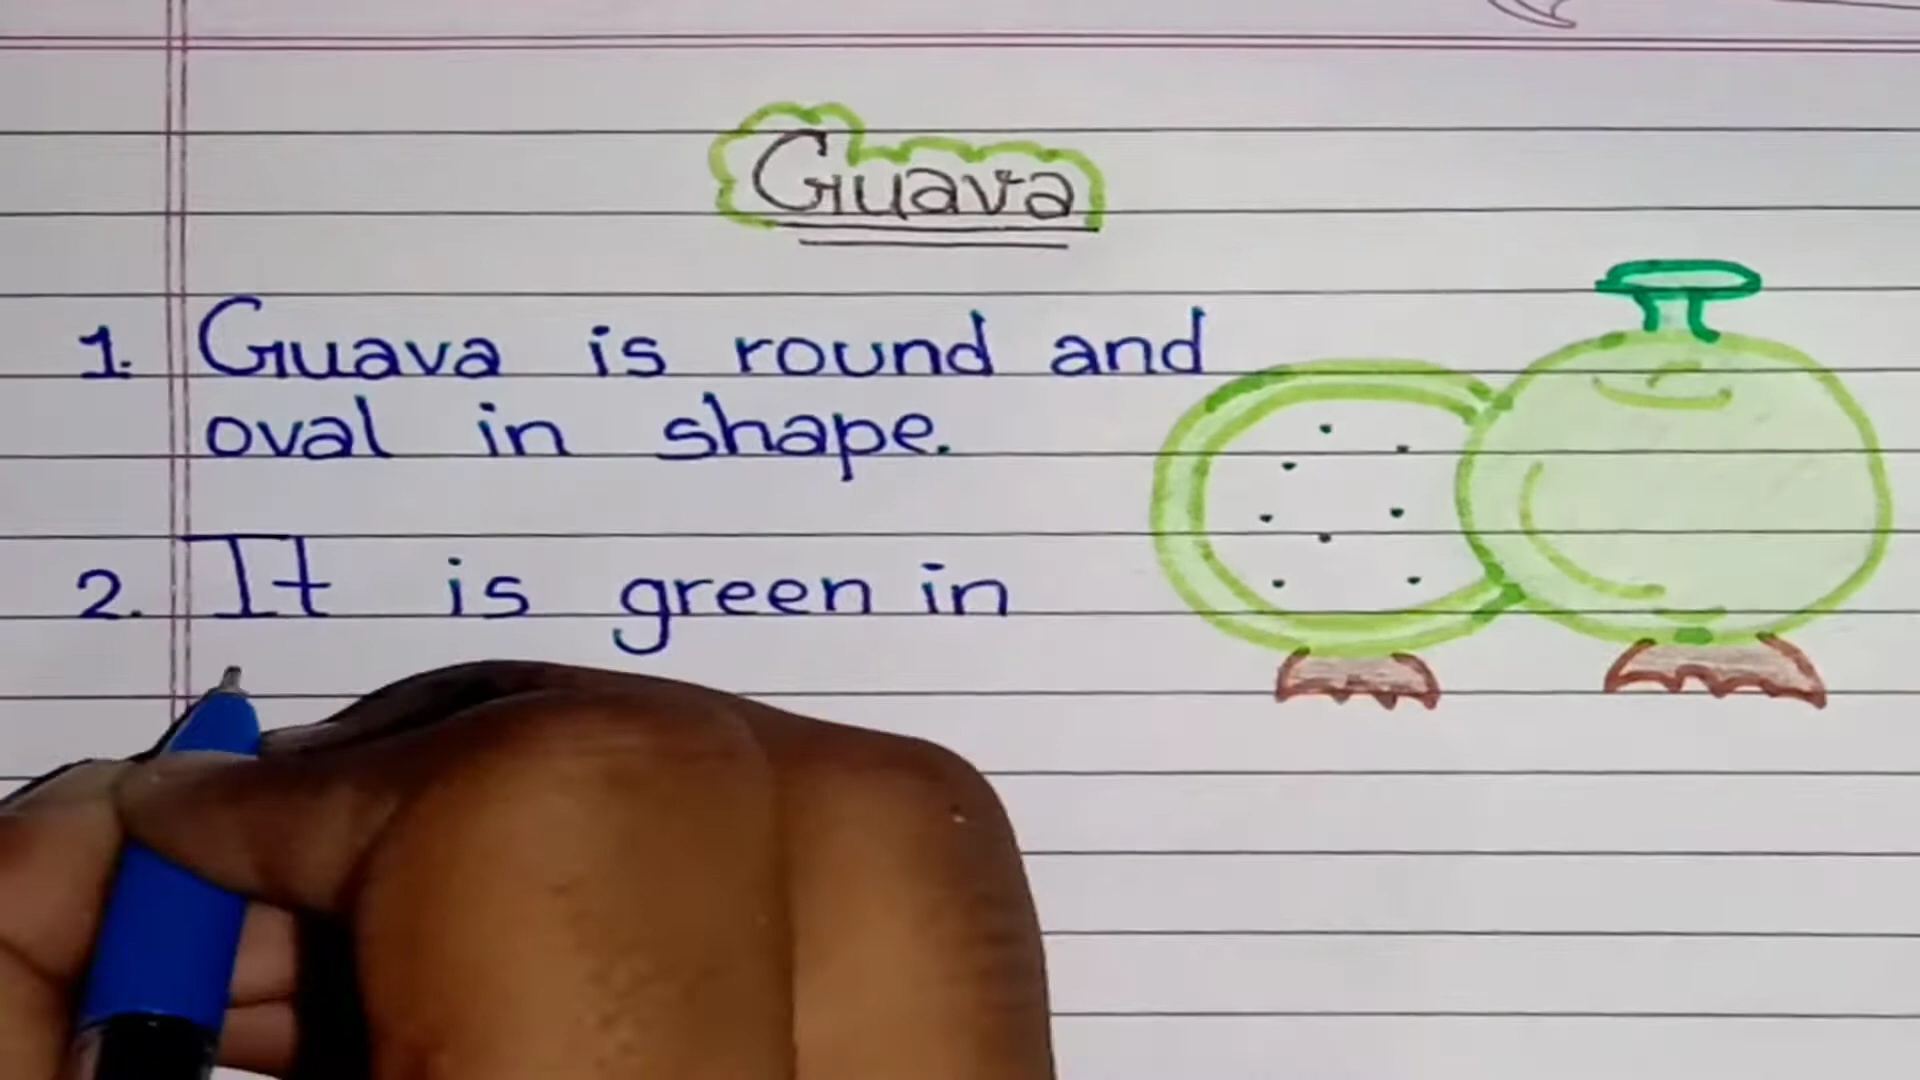 Guava
1. Guava is round and
oval in shape.
2. It is green in